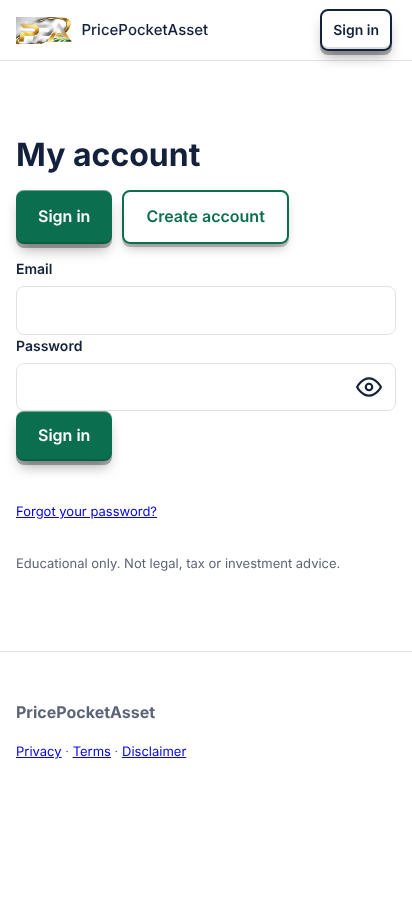 PPA PricePocketAsset Sign in
My account
Sign in Create account
Email
Password
Sign in
Forgot your password?
Educational only. Not legal, tax or investment advice.
PricePocketAsset
Privacy · Terms · Disclaimer